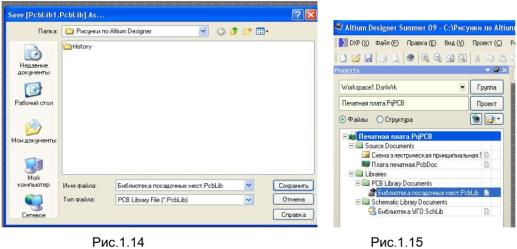 Save [PcbLib1.PcbLib] As...
Папка: Рисунки по Altium Designer
History
Недавние документы
Рабочий стол
Мои документы
Мой компьютер
Сетевое
Имя файла: Библиотека посадочных мест.PcbLib Сохранить
Тип файла: PCB Library File (*.PcbLib) Отмена
Справка
Рис.1.14
Altium Designer Summer 09 - C:\Рисунки
DXP (X) Файл (F) Правка (E) Вид (V) Проект (C)
Projects
Workspace1.DsnWrk Группа
Печатная плата.PrjPCB Проект
Файлы Структура
Печатная плата.PrjPCB
Source Documents
Схема электрическая принципиальная.S
Плата печатная.PcbDoc
Libraries
PCB Library Documents
Библиотека посадочных мест.PcbLib
Schematic Library Documents
Библиотека УГО.SchLib
Рис.1.15